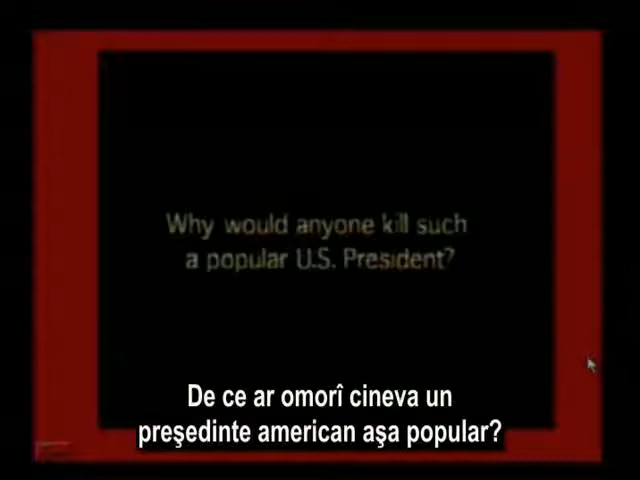 Why would anyone kill such
a popular U.S. President?
De ce ar omorî cineva un
preşedinte american aşa popular?